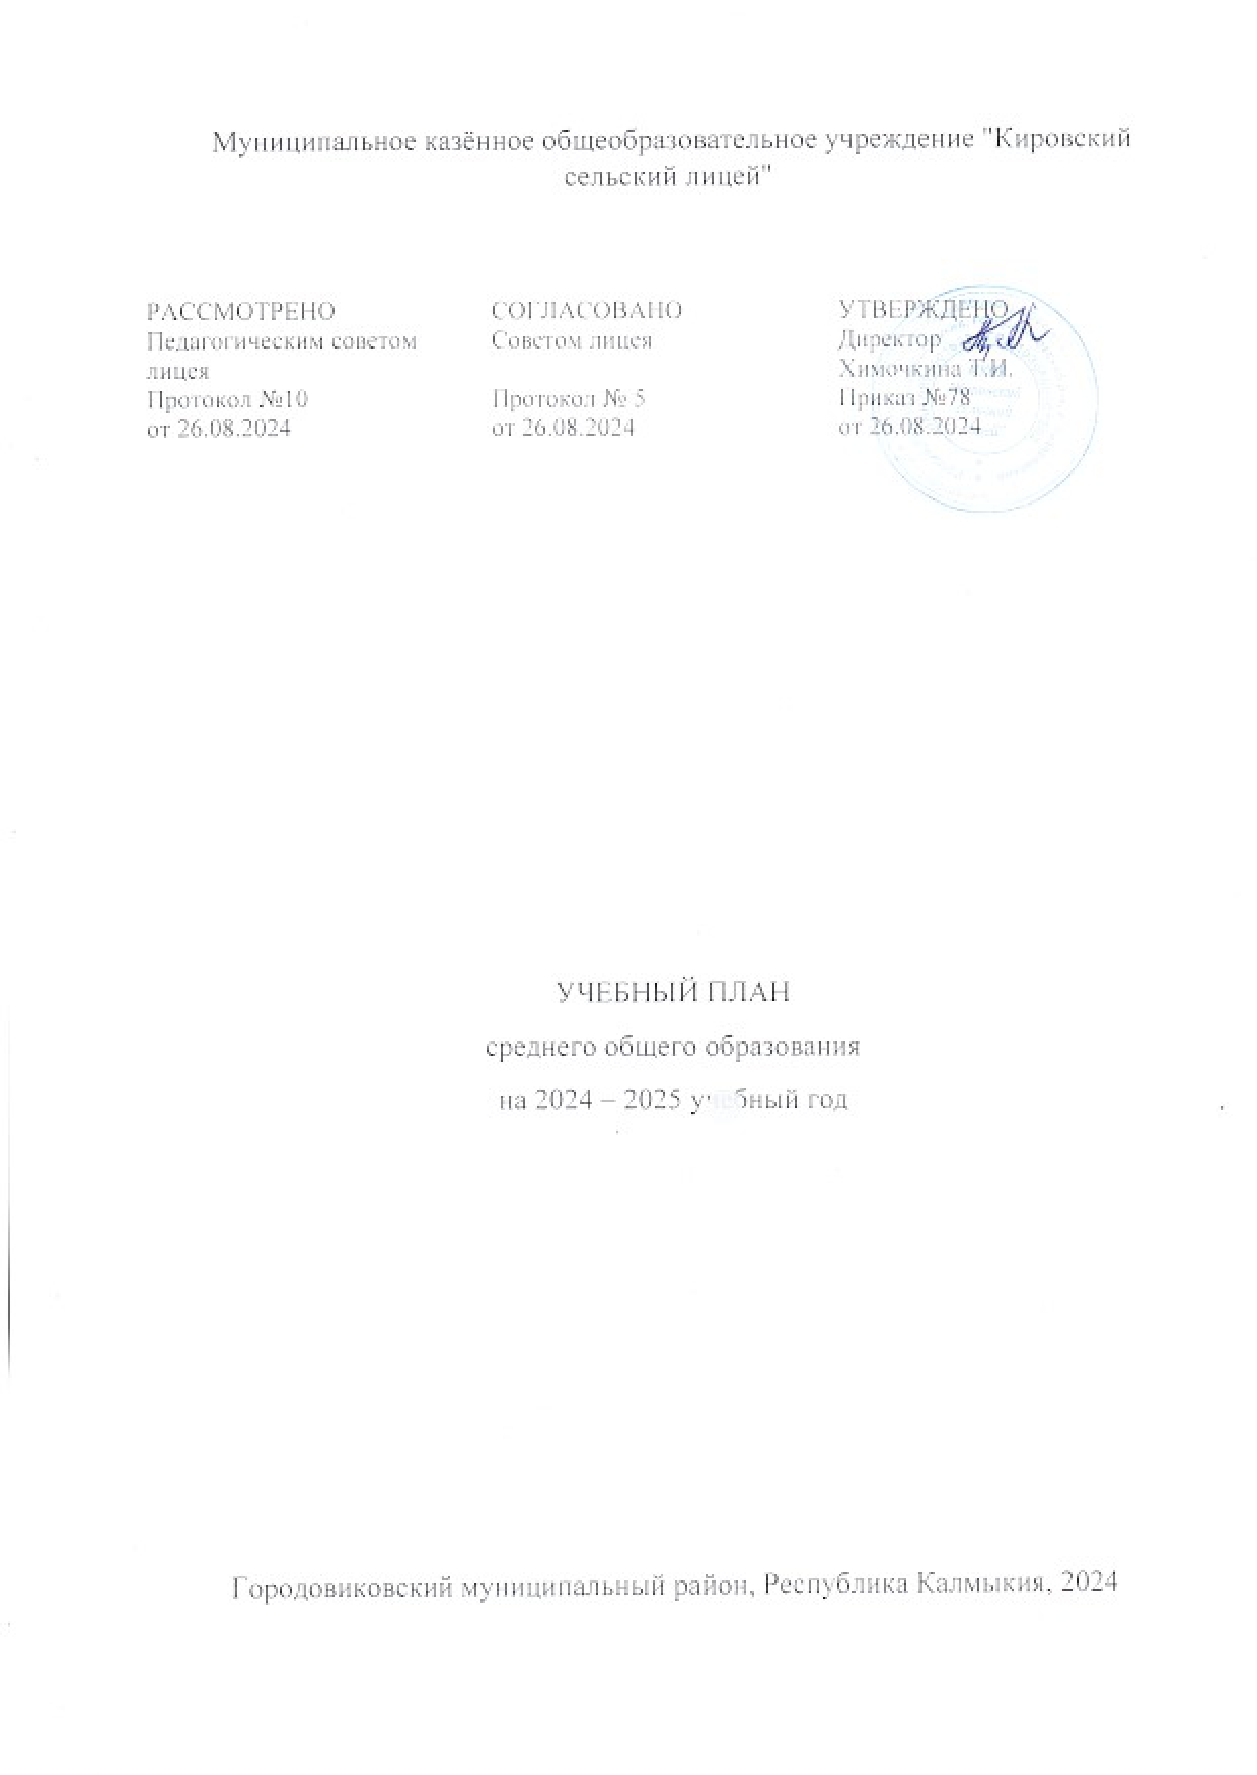 Муниципальное казённое общеобразовательное учреждение "Кировский
сельский лицей"
РАССМОТРЕНО
Педагогическим советом
лицея
Протокол №10
от 26.08.2024
СОГЛАСОВАНО
Советом лицея
Протокол № 5
от 26.08.2024
УТВЕРЖДЕНО
Директор
Химочкина Т.И.
Приказ №78
от 26.08.2024
УЧЕБНЫЙ ПЛАН
среднего общего образования
на 2024 – 2025 учебный год
Городовиковский муниципальный район, Республика Калмыкия, 2024